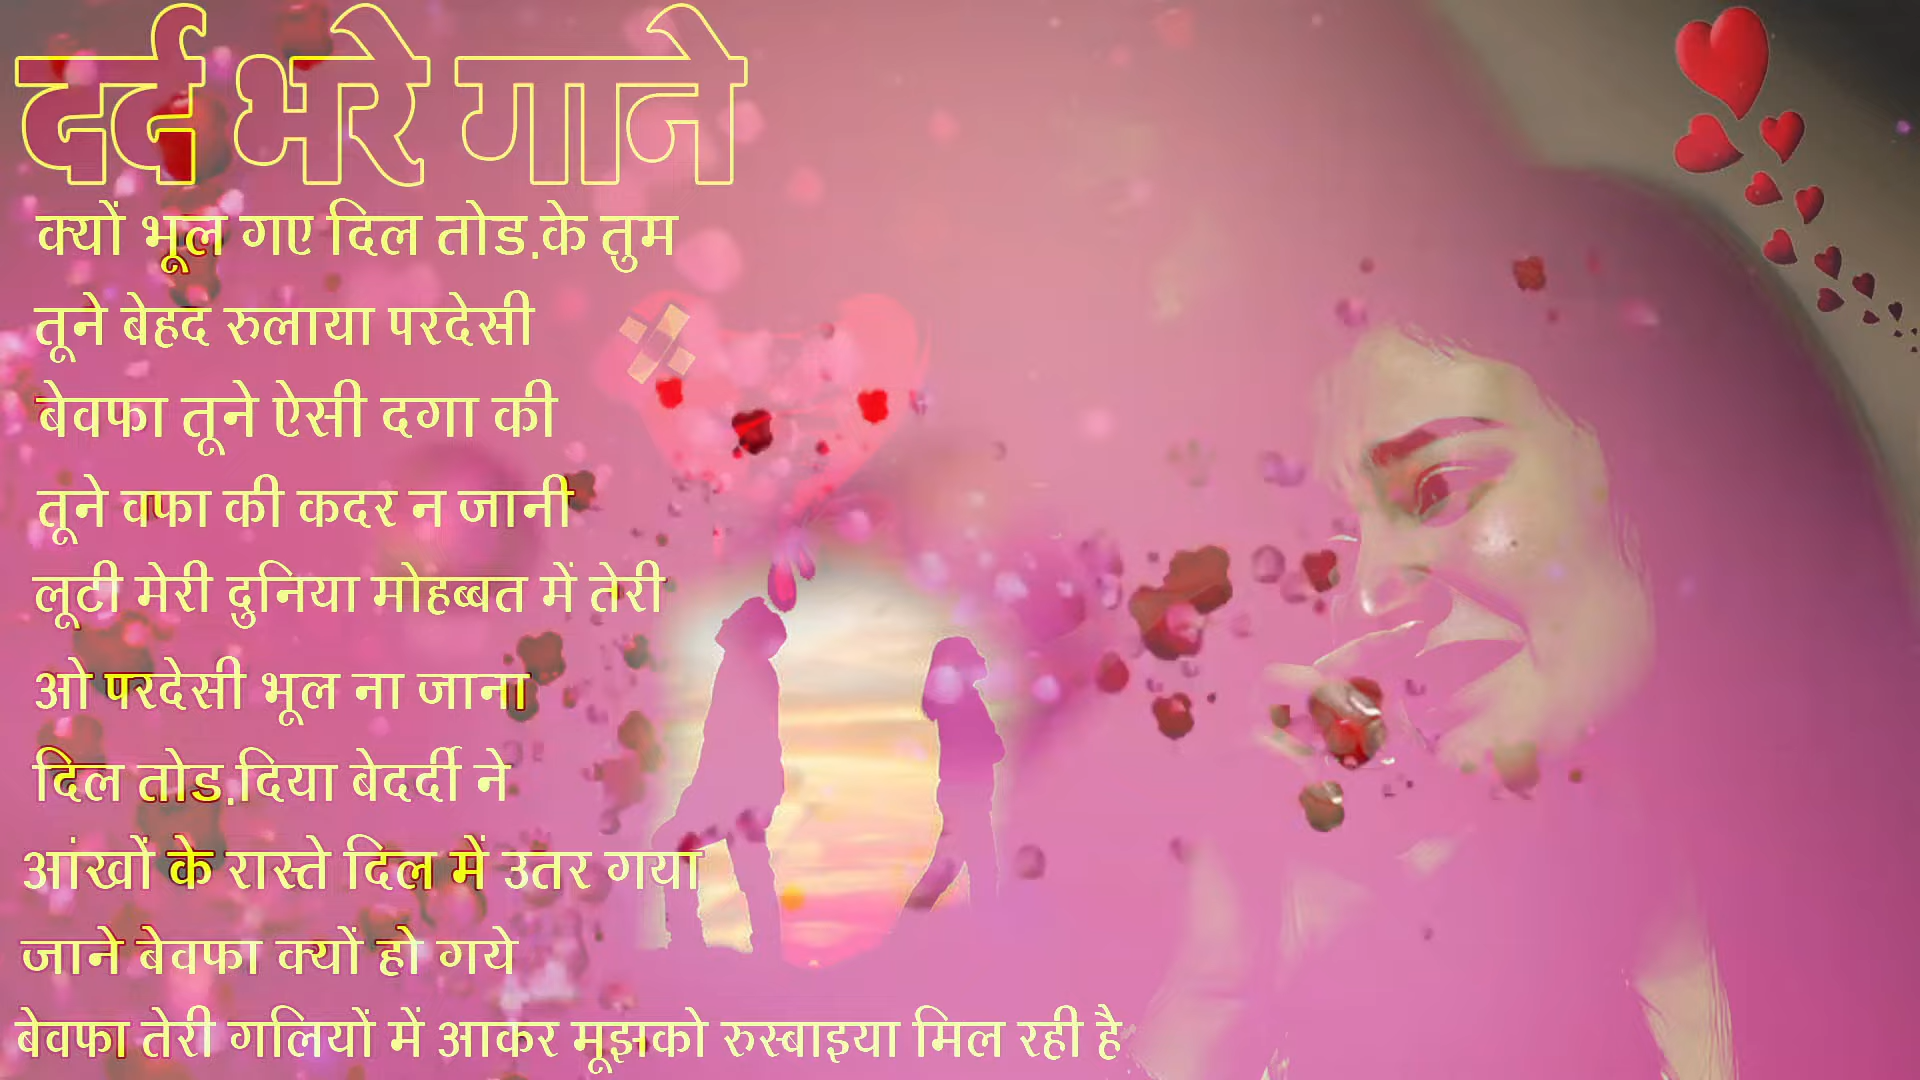 दर्द भरे गाने
क्यों भूल गए दिल तोड.के तुम
तूने बेहद रुलाया परदेसी
बेवफा तूने ऐसी दगा की
तूने वफा की कदर न जानी
लूटी मेरी दुनिया मोहब्बत में तेरी
ओ परदेसी भूल ना जाना
दिल तोड.दिया बेदर्दी ने
आंखों के रास्ते दिल में उतर गया
जाने बेवफा क्यों हो गये
बेवफा तेरी गलियों में आकर मूझको रुस्बाइया मिल रही है